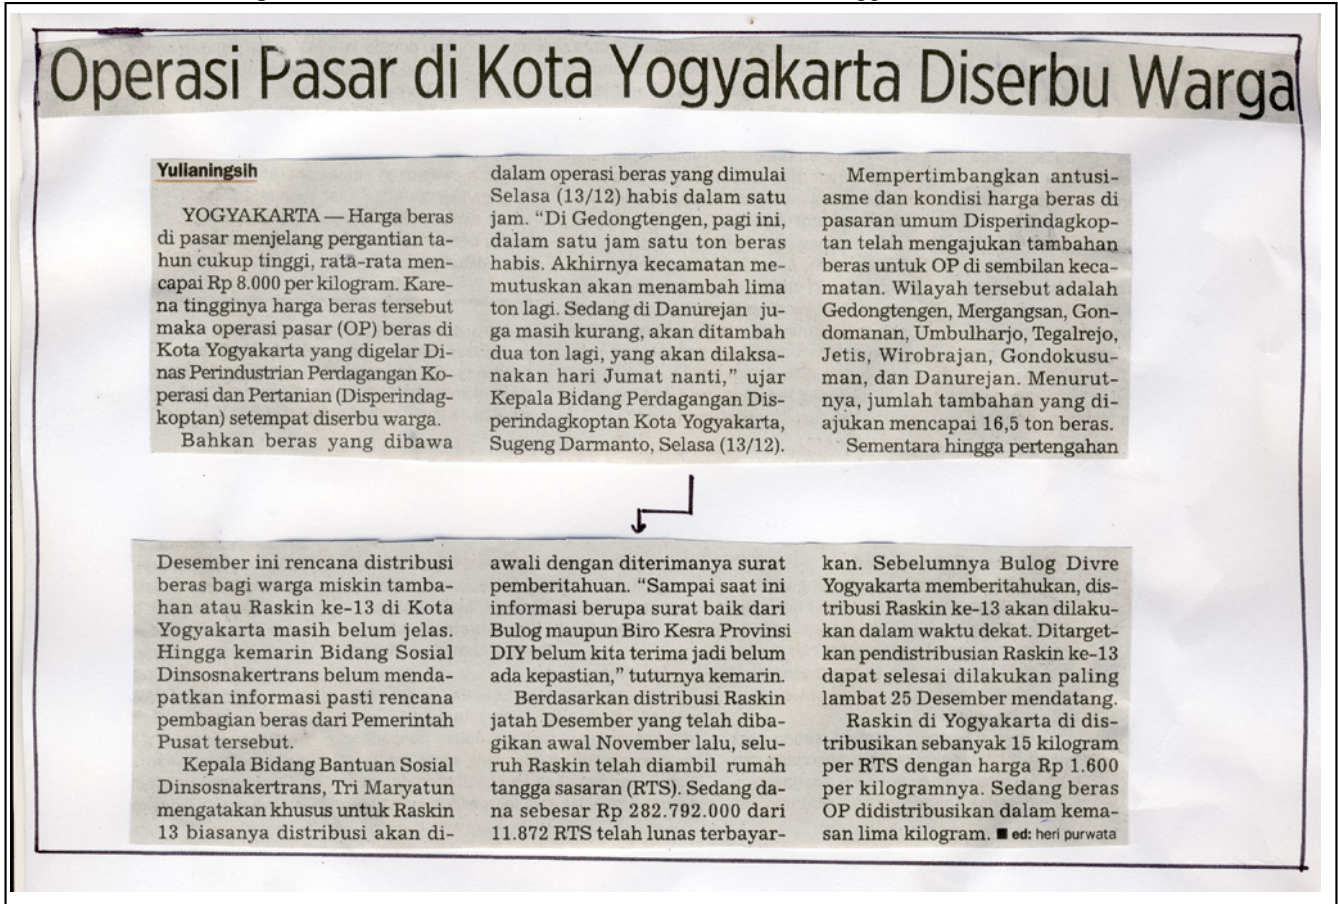 Operasi Pasar di Kota Yogyakarta Diserbu Warga
Yulianingsih
YOGYAKARTA — Harga beras
di pasar menjelang pergantian ta-
hun cukup tinggi, rata-rata men-
capai Rp 8.000 per kilogram. Kare-
na tingginya harga beras tersebut
maka operasi pasar (OP) beras di
Kota Yogyakarta yang digelar Di-
nas Perindustrian Perdagangan Ko-
perasi dan Pertanian (Disperindag-
koptan) setempat diserbu warga.
Bahkan beras yang dibawa
dalam operasi beras yang dimulai
Selasa (13/12) habis dalam satu
jam. “Di Gedongtengen, pagi ini,
dalam satu jam satu ton beras
habis. Akhirnya kecamatan me-
mutuskan akan menambah lima
ton lagi. Sedang di Danurejan ju-
ga masih kurang, akan ditambah
dua ton lagi, yang akan dilaksa-
nakan hari Jumat nanti,” ujar
Kepala Bidang Perdagangan Dis-
perindagkoptan Kota Yogyakarta,
Sugeng Darmanto, Selasa (13/12).
Mempertimbangkan antusi-
asme dan kondisi harga beras di
pasaran umum Disperindagkop-
tan telah mengajukan tambahan
beras untuk OP di sembilan keca-
matan. Wilayah tersebut adalah
Gedongtengen, Mergangsan, Gon-
domanan, Umbulharjo, Tegalrejo,
Jetis, Wirobrajan, Gondokusu-
man, dan Danurejan. Menurut-
nya, jumlah tambahan yang di-
ajukan mencapai 16,5 ton beras.
Sementara hingga pertengahan
Desember ini rencana distribusi
beras bagi warga miskin tamba-
han atau Raskin ke-13 di Kota
Yogyakarta masih belum jelas.
Hingga kemarin Bidang Sosial
Dinsosnakertrans belum menda-
patkan informasi pasti rencana
pembagian beras dari Pemerintah
Pusat tersebut.
Kepala Bidang Bantuan Sosial
Dinsosnakertrans, Tri Maryatun
mengatakan khusus untuk Raskin
13 biasanya distribusi akan di-
awali dengan diterimanya surat
pemberitahuan. “Sampai saat ini
informasi berupa surat baik dari
Bulog maupun Biro Kesra Provinsi
DIY belum kita terima jadi belum
ada kepastian,” tuturnya kemarin.
Berdasarkan distribusi Raskin
jatah Desember yang telah diba-
gikan awal November lalu, selu-
ruh Raskin telah diambil rumah
tangga sasaran (RTS). Sedang da-
na sebesar Rp 282.792.000 dari
11.872 RTS telah lunas terbayar-
kan. Sebelumnya Bulog Divre
Yogyakarta memberitahukan, dis-
tribusi Raskin ke-13 akan dilaku-
kan dalam waktu dekat. Ditarget-
kan pendistribusian Raskin ke-13
dapat selesai dilakukan paling
lambat 25 Desember mendatang.
Raskin di Yogyakarta di dis-
tribusikan sebanyak 15 kilogram
per RTS dengan harga Rp 1.600
per kilogramnya. Sedang beras
OP didistribusikan dalam kema-
san lima kilogram. ■ ed: heri purwata